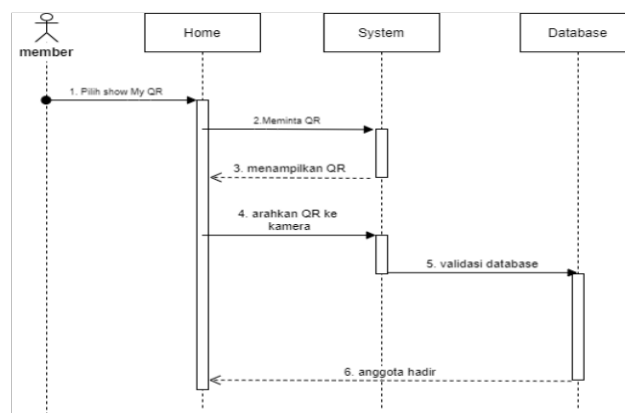 Home
System
Database
member
1. Pilih show My QR
2.Meminta QR
3. menampilkan QR
4. arahkan QR ke
kamera
5. validasi database
6. anggota hadir